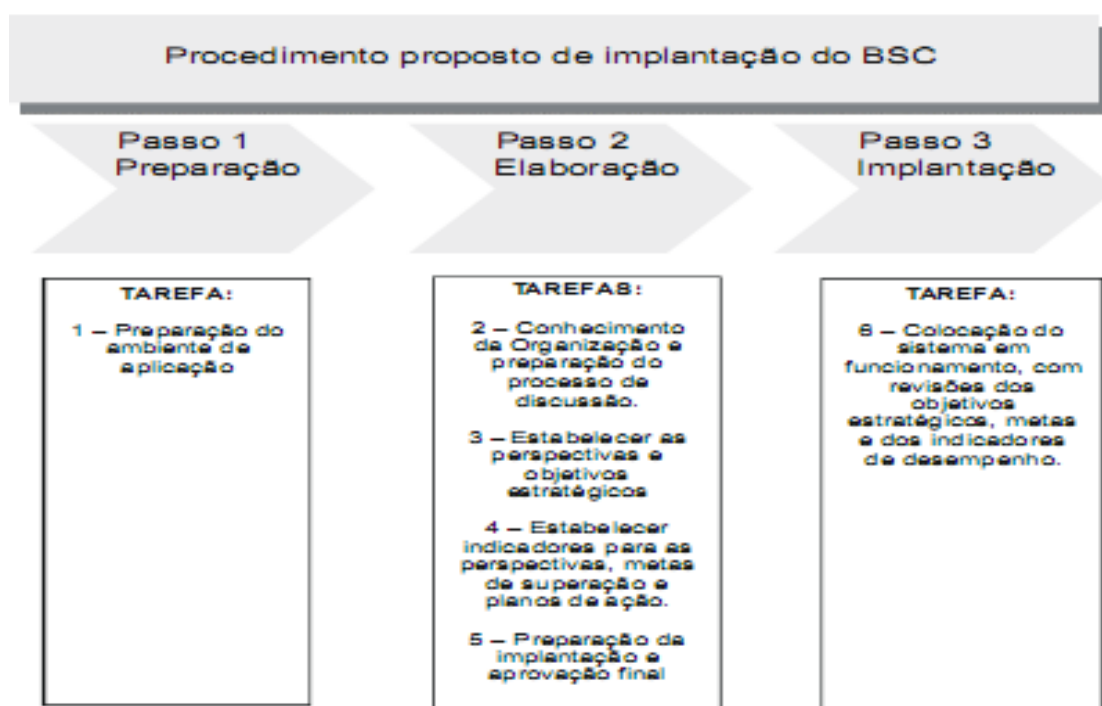 Procedimento proposto de implantação do BSC
Passo 1
Preparação
Passo 2
Elaboração
Passo 3
Implantação
TAREFA:
1 – Preparação do
ambiente de
aplicação
TAREFAS:
2 – Conhecimento
da Organização e
preparação do
processo de
discussão.
3 – Estabelecer as
perspectivas e
objetivos
estratégicos
4 – Estabelecer
indicadores para as
perspectivas, metas
de superação e
planos de ação.
5 – Preparação da
implantação e
aprovação final
TAREFA:
6 – Colocação do
sistema em
funcionamento, com
revisões dos
objetivos
estratégicos, metas
e dos indicadores
de desempenho.